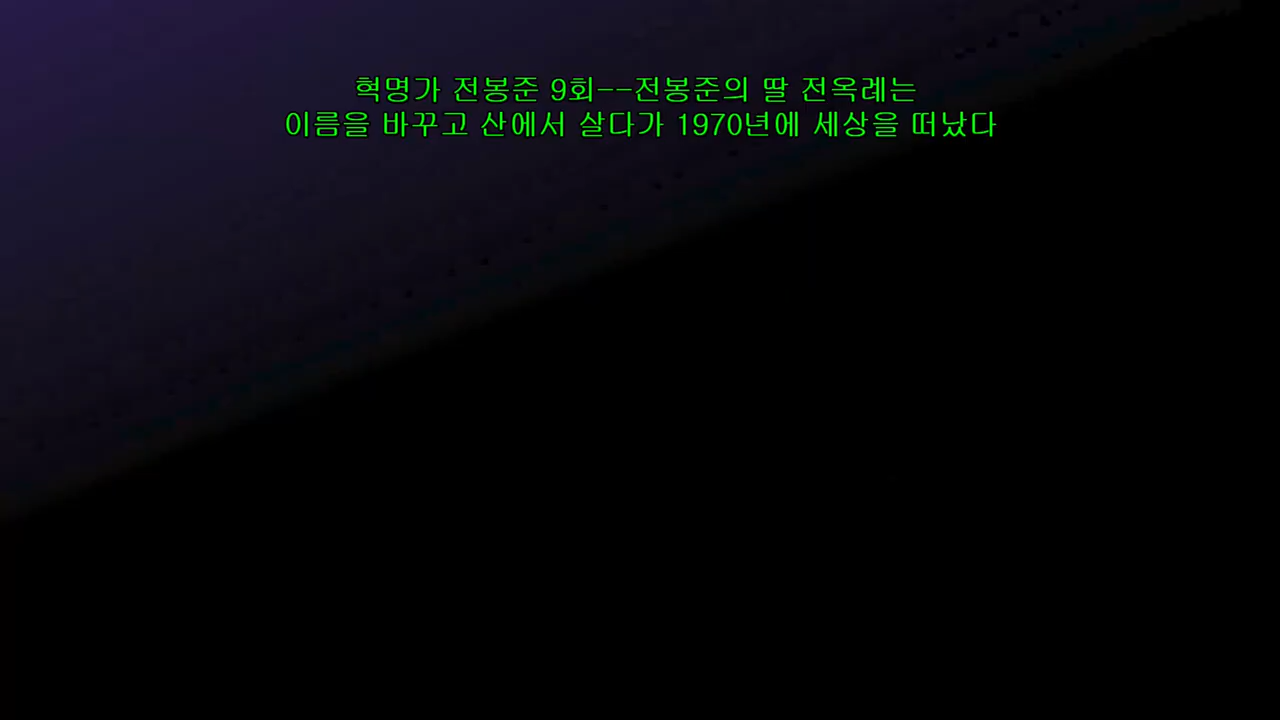 혁명가 전봉준 9회--전봉준의 딸 전옥례는
이름을 바꾸고 산에서 살다가 1970년에 세상을 떠났다